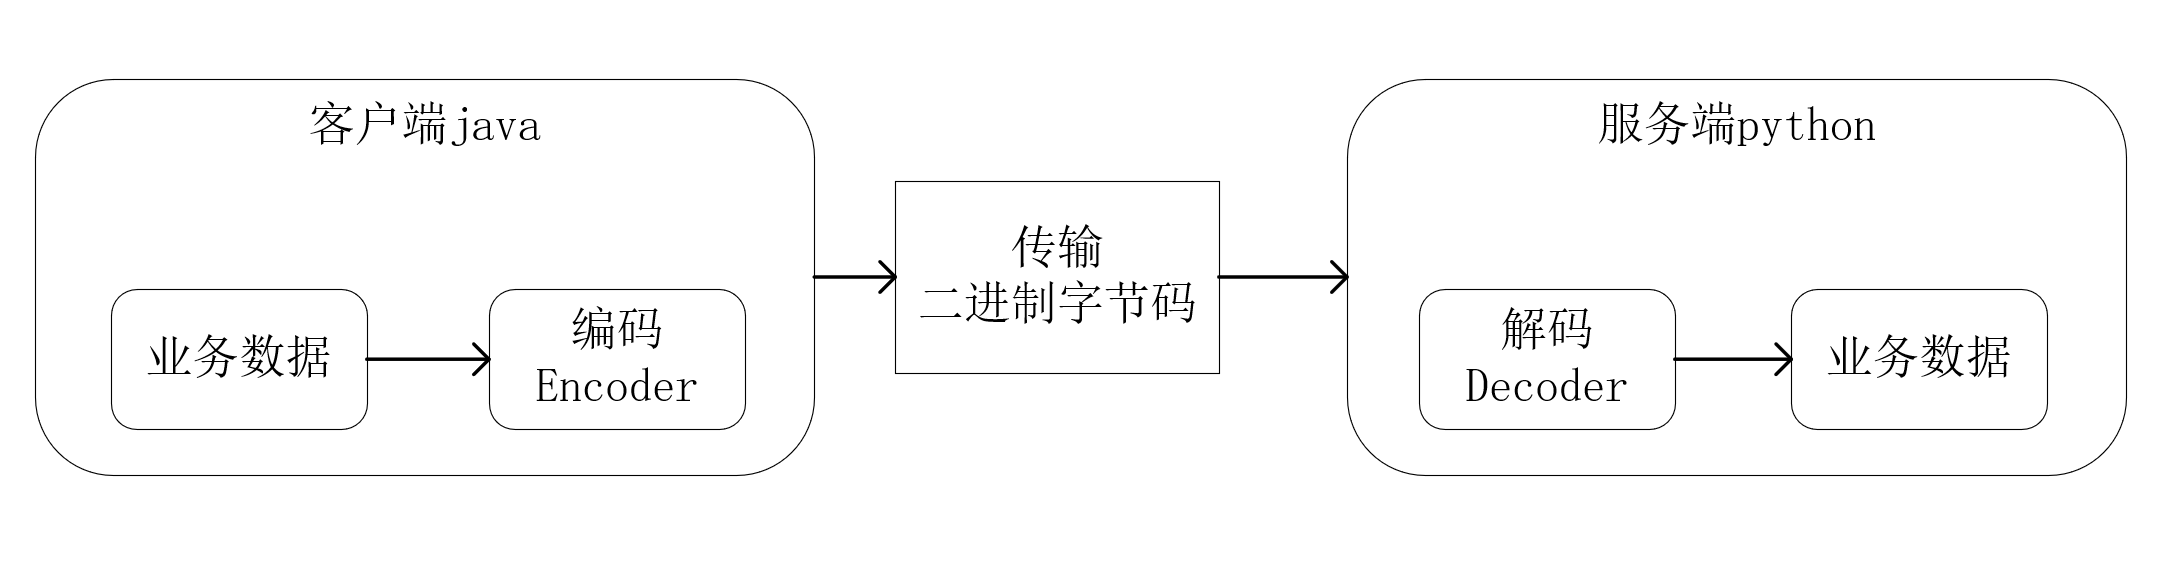 客户端java
业务数据
编码
Encoder
传输
二进制字节码
服务端python
解码
Decoder
业务数据